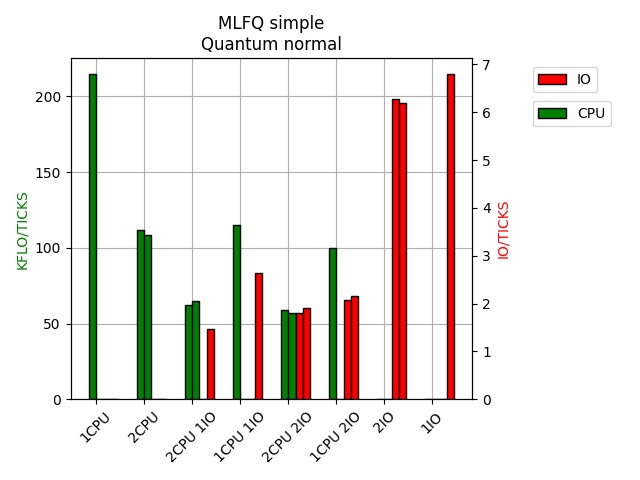 MLFQ simple
Quantum normal
KFLO/TICKS
200
150
100
50
0
7
6
5
4
3
2
1
0
IO/TICKS
1CPU
2CPU
2CPU 1IO
1CPU 1IO
2CPU 2IO
1CPU 2IO
2IO
1IO
IO
CPU